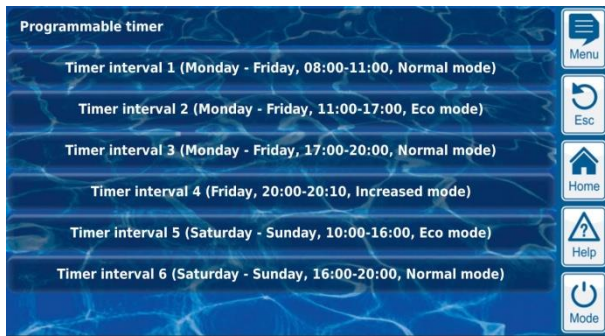 Programmable timer
Timer interval 1 (Monday - Friday, 08:00-11:00, Normal mode)
Timer interval 2 (Monday - Friday, 11:00-17:00, Eco mode)
Timer interval 3 (Monday - Friday, 17:00-20:00, Normal mode)
Timer interval 4 (Friday, 20:00-20:10, Increased mode)
Timer interval 5 (Saturday - Sunday, 10:00-16:00, Eco mode)
Timer interval 6 (Saturday - Sunday, 16:00-20:00, Normal mode)
Menu
Esc
Home
?
Help
Mode